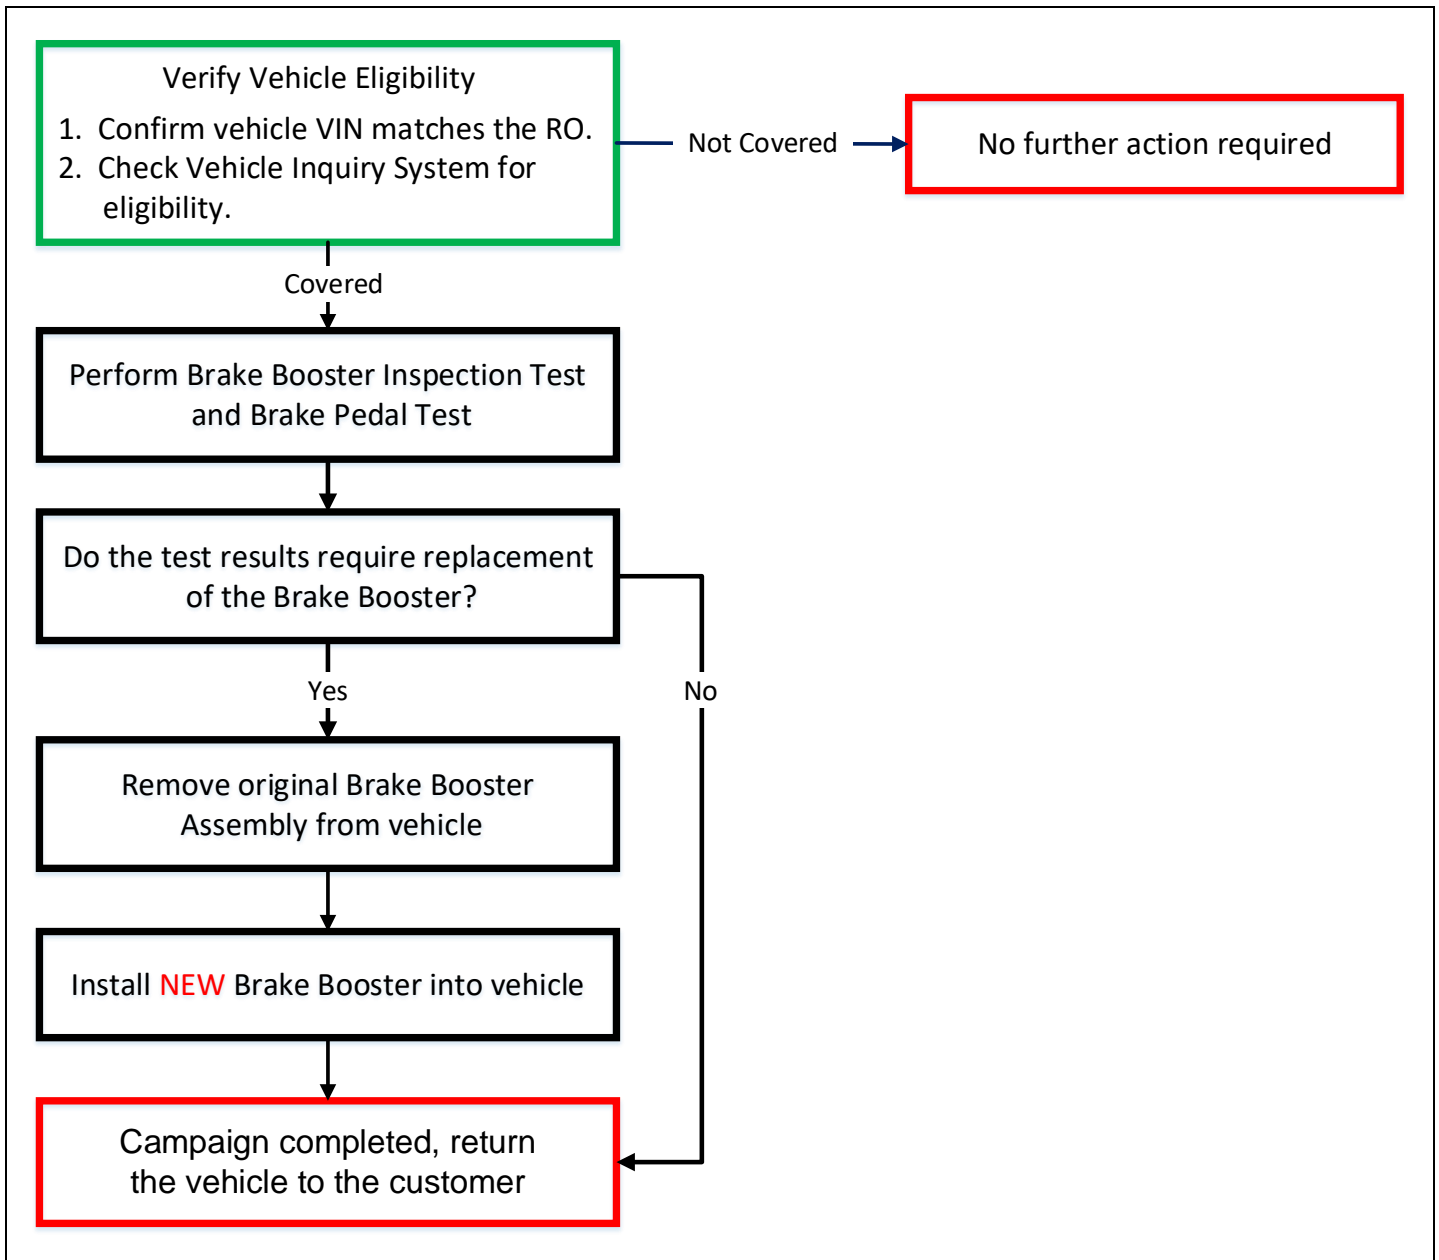 Verify Vehicle Eligibility
1. Confirm vehicle VIN matches the RO.
2. Check Vehicle Inquiry System for
eligibility.
Not Covered
No further action required
Covered
Perform Brake Booster Inspection Test
and Brake Pedal Test
Do the test results require replacement
of the Brake Booster?
Yes
No
Remove original Brake Booster
Assembly from vehicle
Install NEW Brake Booster into vehicle
Campaign completed, return
the vehicle to the customer